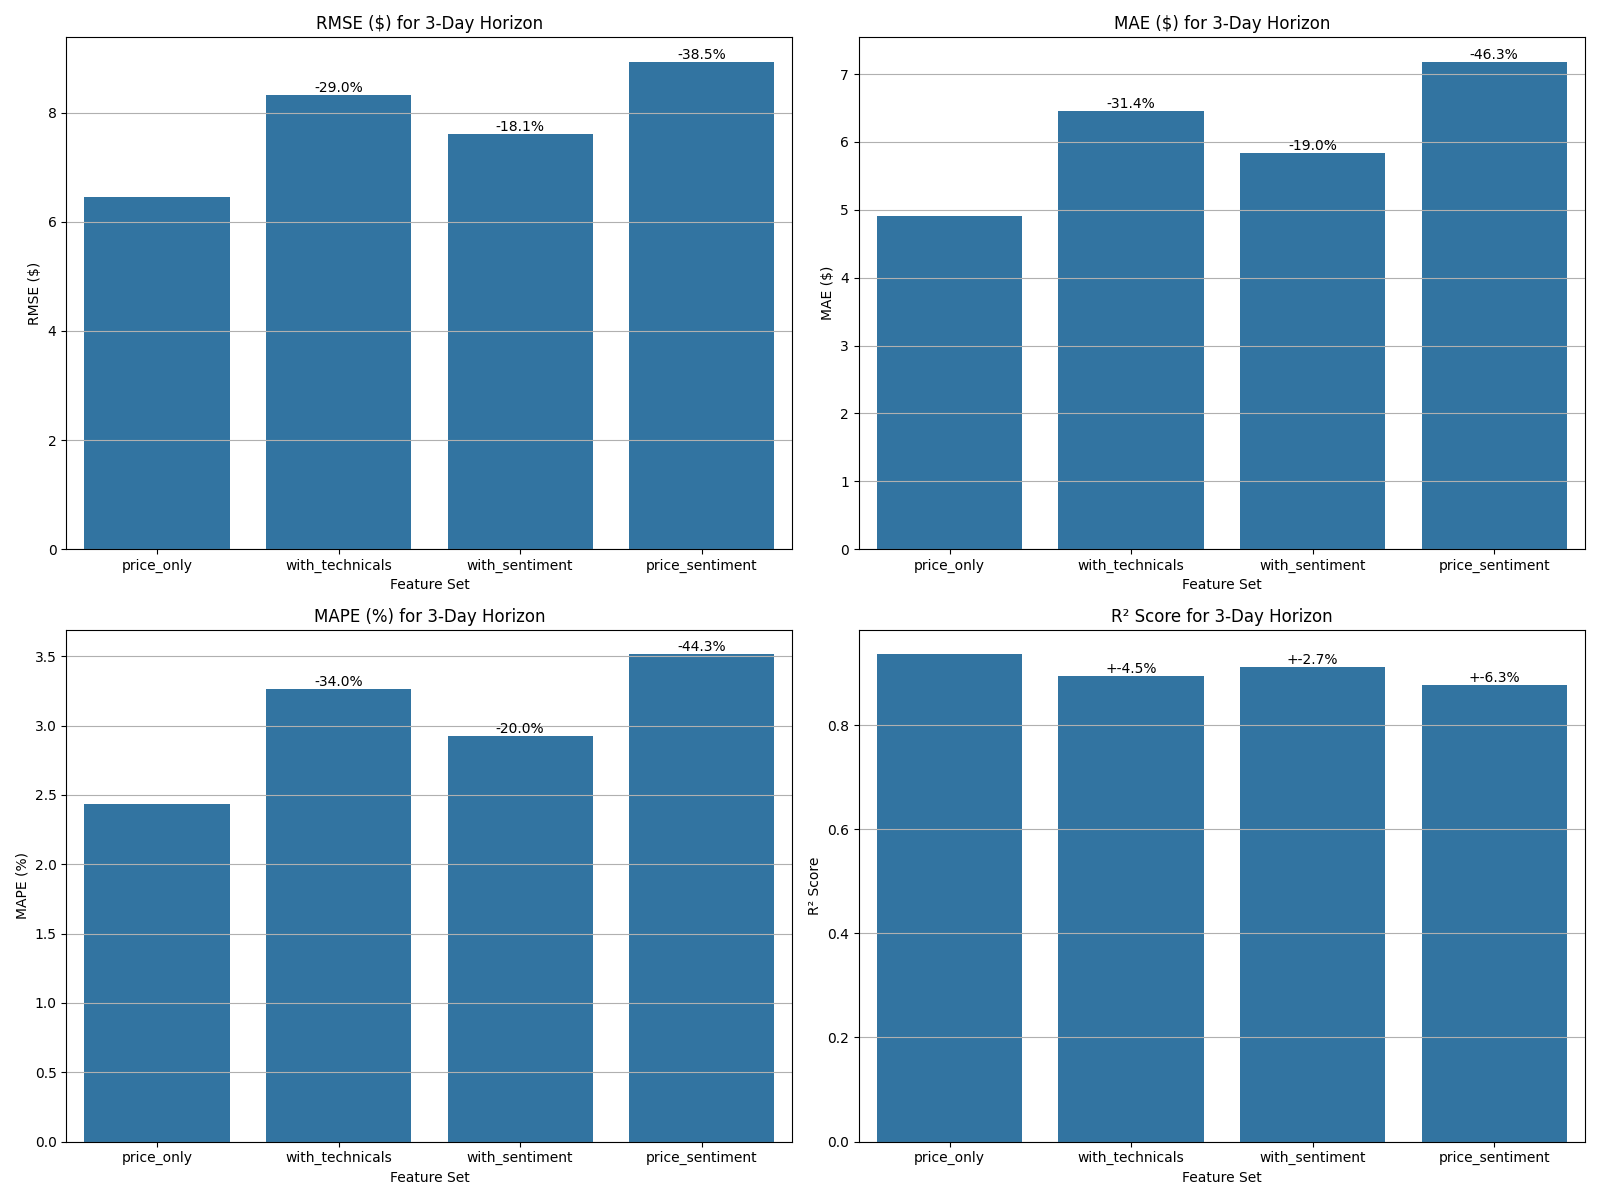 RMSE ($) for 3-Day Horizon
-38.5%
-29.0%
-18.1%
8
6
4
2
0
RMSE ($)
price_only with_technicals with_sentiment price_sentiment
Feature Set
MAE ($) for 3-Day Horizon
-46.3%
-31.4%
-19.0%
7
6
5
4
3
2
1
0
MAE ($)
price_only with_technicals with_sentiment price_sentiment
Feature Set
MAPE (%) for 3-Day Horizon
-44.3%
-34.0%
-20.0%
3.5
3.0
2.5
2.0
1.5
1.0
0.5
0.0
MAPE (%)
price_only with_technicals with_sentiment price_sentiment
Feature Set
R² Score for 3-Day Horizon
+-4.5%
+-2.7%
+-6.3%
0.8
0.6
0.4
0.2
0.0
R² Score
price_only with_technicals with_sentiment price_sentiment
Feature Set